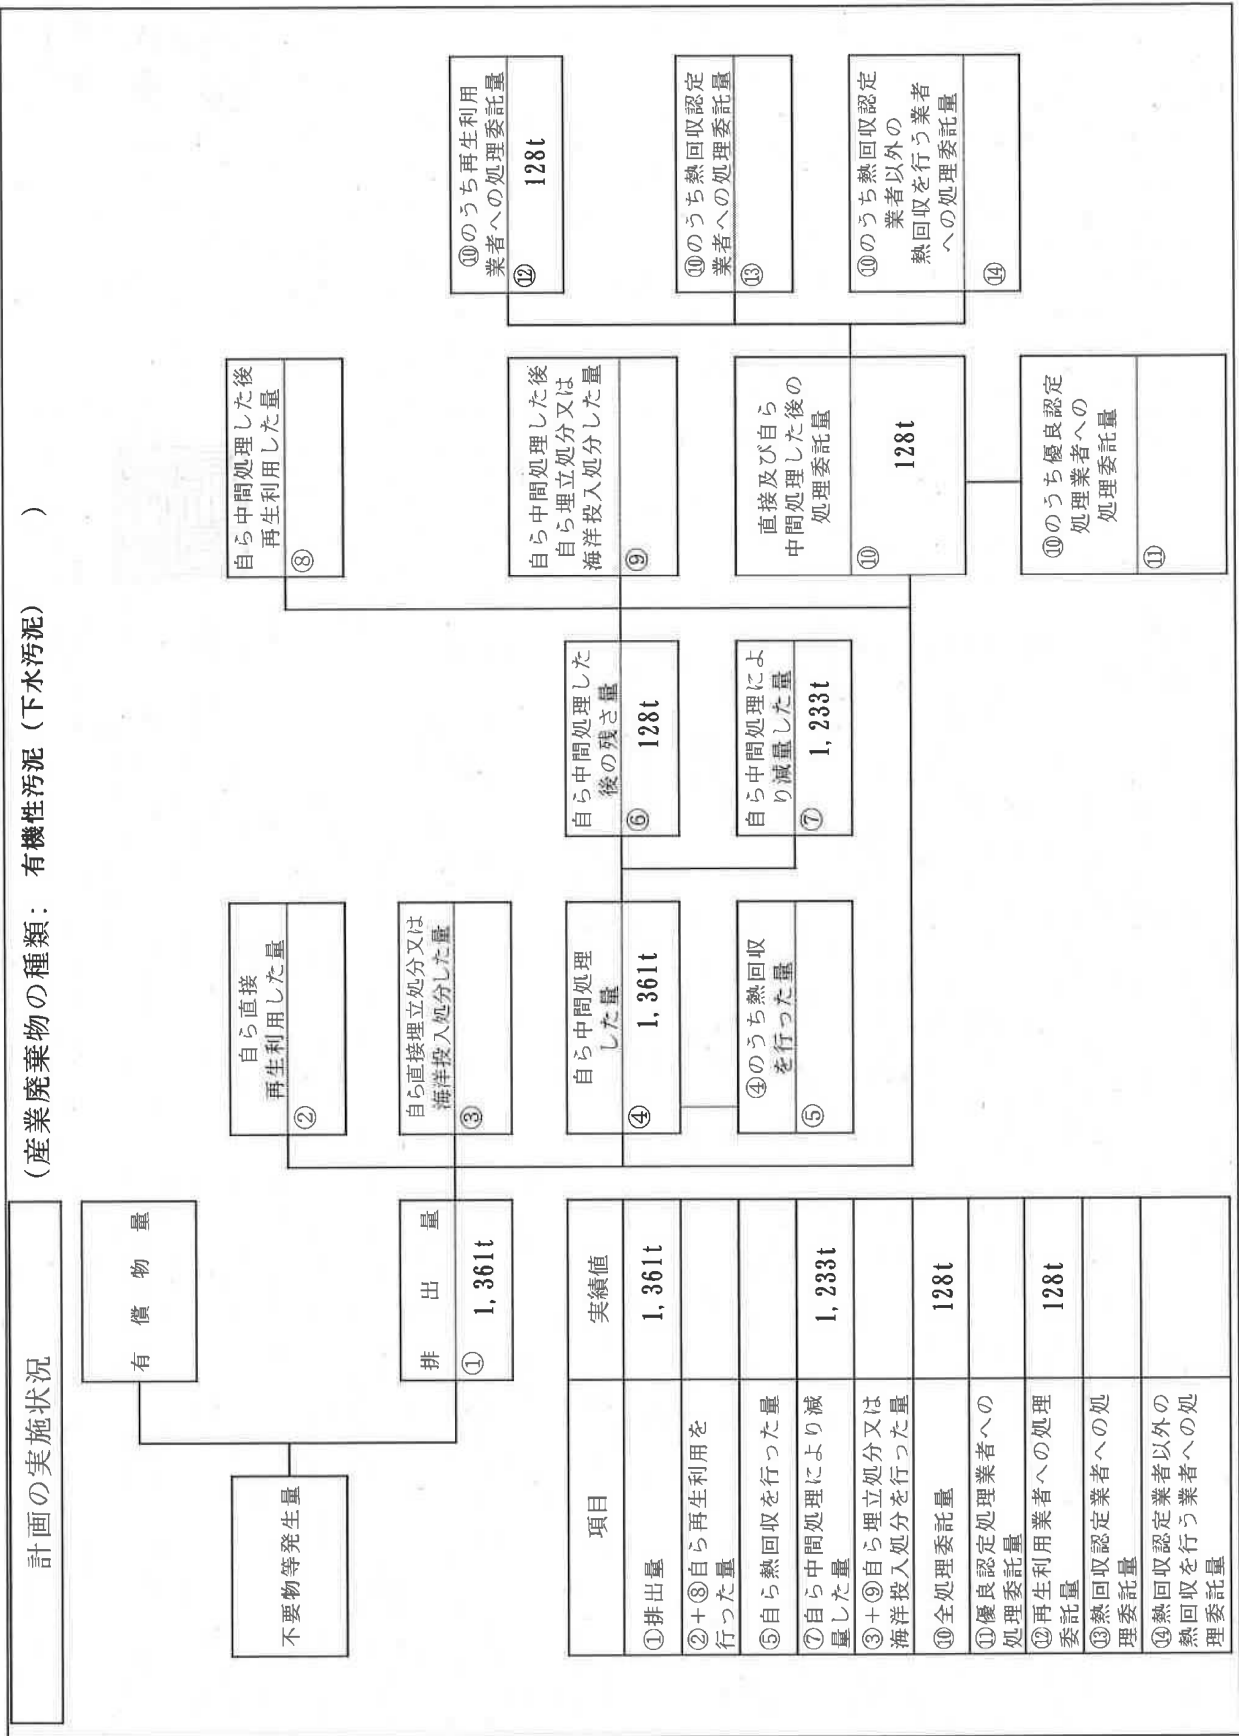 計画の実施状況
（産業廃棄物の種類： 有機性汚泥（下水汚泥） ）
不要物等発生量
有償物量
排出量
① 1,361t
自ら直接
再生利用した量
②
自ら直接埋立処分又は
海洋投入処分した量
③
自ら中間処理
した量
④ 1,361t
④のうち熱回収
を行った量
⑤
自ら中間処理した
後の残さ量
⑥ 128t
自ら中間処理によ
り減量した量
⑦ 1,233t
自ら中間処理した後
再生利用した量
⑧
自ら中間処理した後
自ら埋立処分又は
海洋投入処分した量
⑨
直接及び自ら
中間処理した後の
処理委託量
⑩ 128t
⑩のうち優良認定
処理業者への
処理委託量
⑪
⑩のうち再生利用
業者への処理委託量
⑫ 128t
⑩のうち熱回収認定
業者への処理委託量
⑬
⑩のうち熱回収認定
業者以外の
熱回収を行う業者
への処理委託量
⑭
項目 実績値
①排出量 1,361t
②＋⑧自ら再生利用を
行った量
⑤自ら熱回収を行った量
⑦自ら中間処理により減
量した量 1,233t
③＋⑨自ら埋立処分又は
海洋投入処分を行った量
⑩全処理委託量 128t
⑪優良認定処理業者への
処理委託量
⑫再生利用業者への処理
委託量 128t
⑬熱回収認定業者への処
理委託量
⑭熱回収認定業者以外の
熱回収を行う業者への処
理委託量